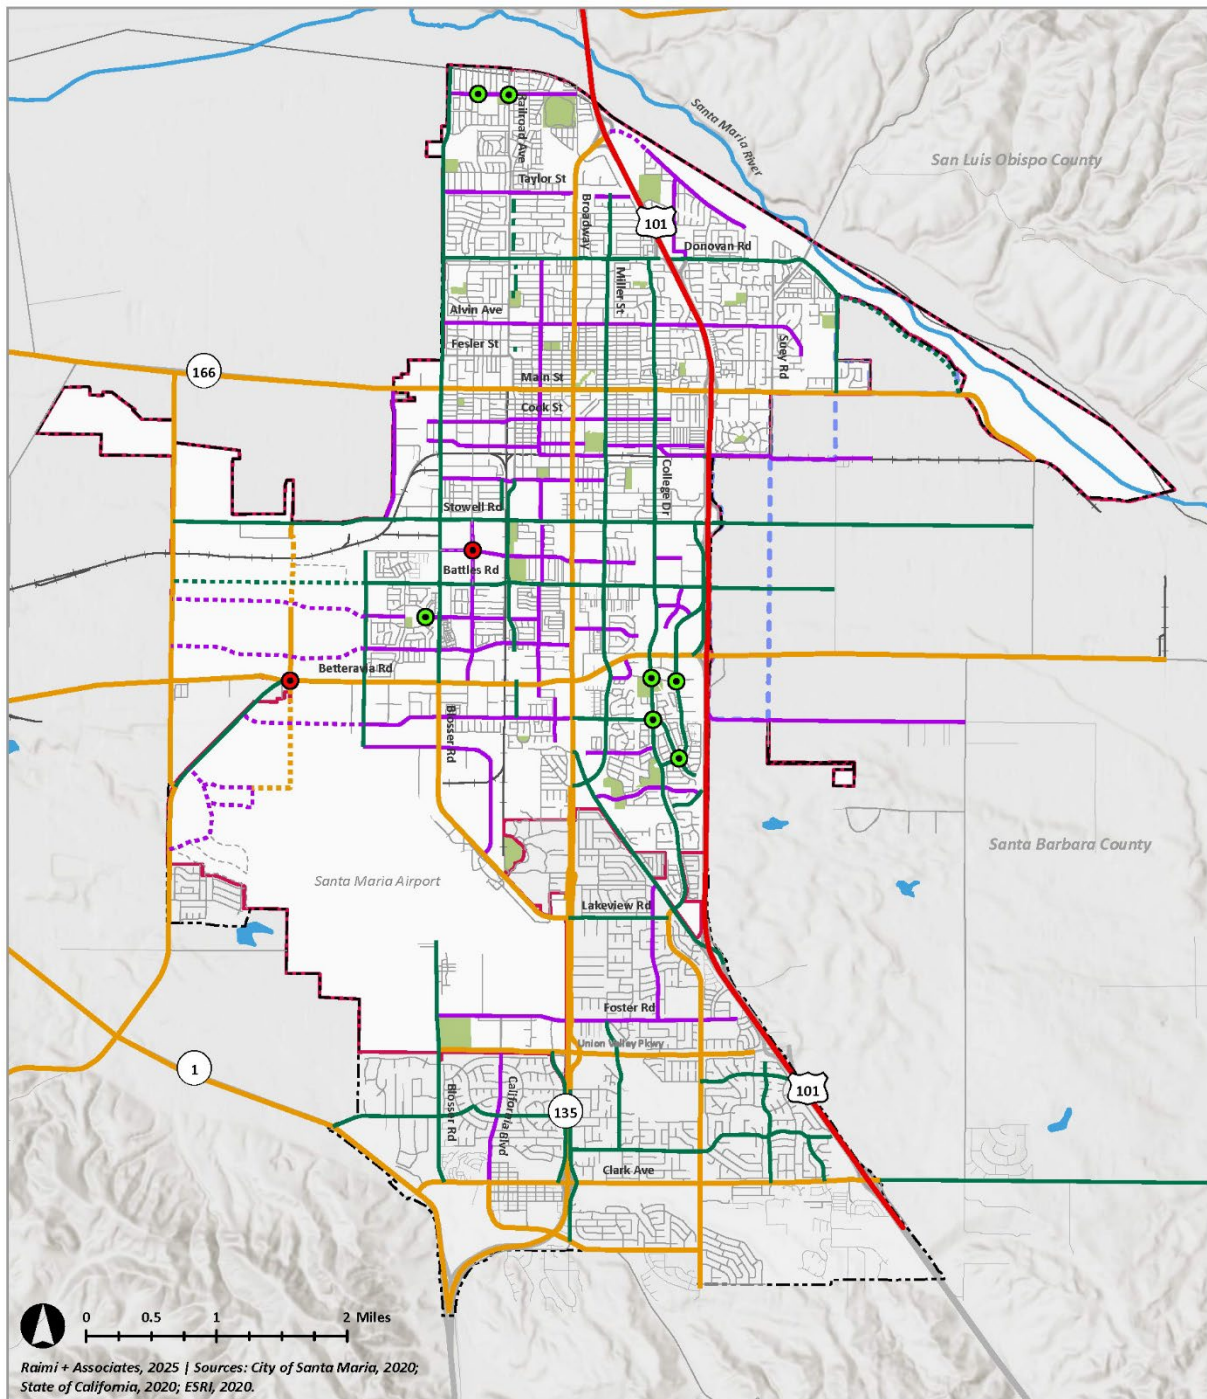 Railroad Ave
Santa Maria River
San Luis Obispo County
Taylor St
Broadway
101
Donovan Rd
Miller St
Alvin Ave
Fesler St
Suey Rd
166
Main St
Cook St
College Dr
Stowell Rd
Battles Rd
Betteravia Rd
Blosser Rd
Santa Barbara County
Santa Maria Airport
Lakeview Rd
Foster Rd
Union Valley Pkwy
1
101
Blosser Rd
California Blvd
135
Clark Ave
0 0.5 1 2 Miles
Raimi + Associates, 2025 | Sources: City of Santa Maria, 2020;
State of California, 2020; ESRI, 2020.